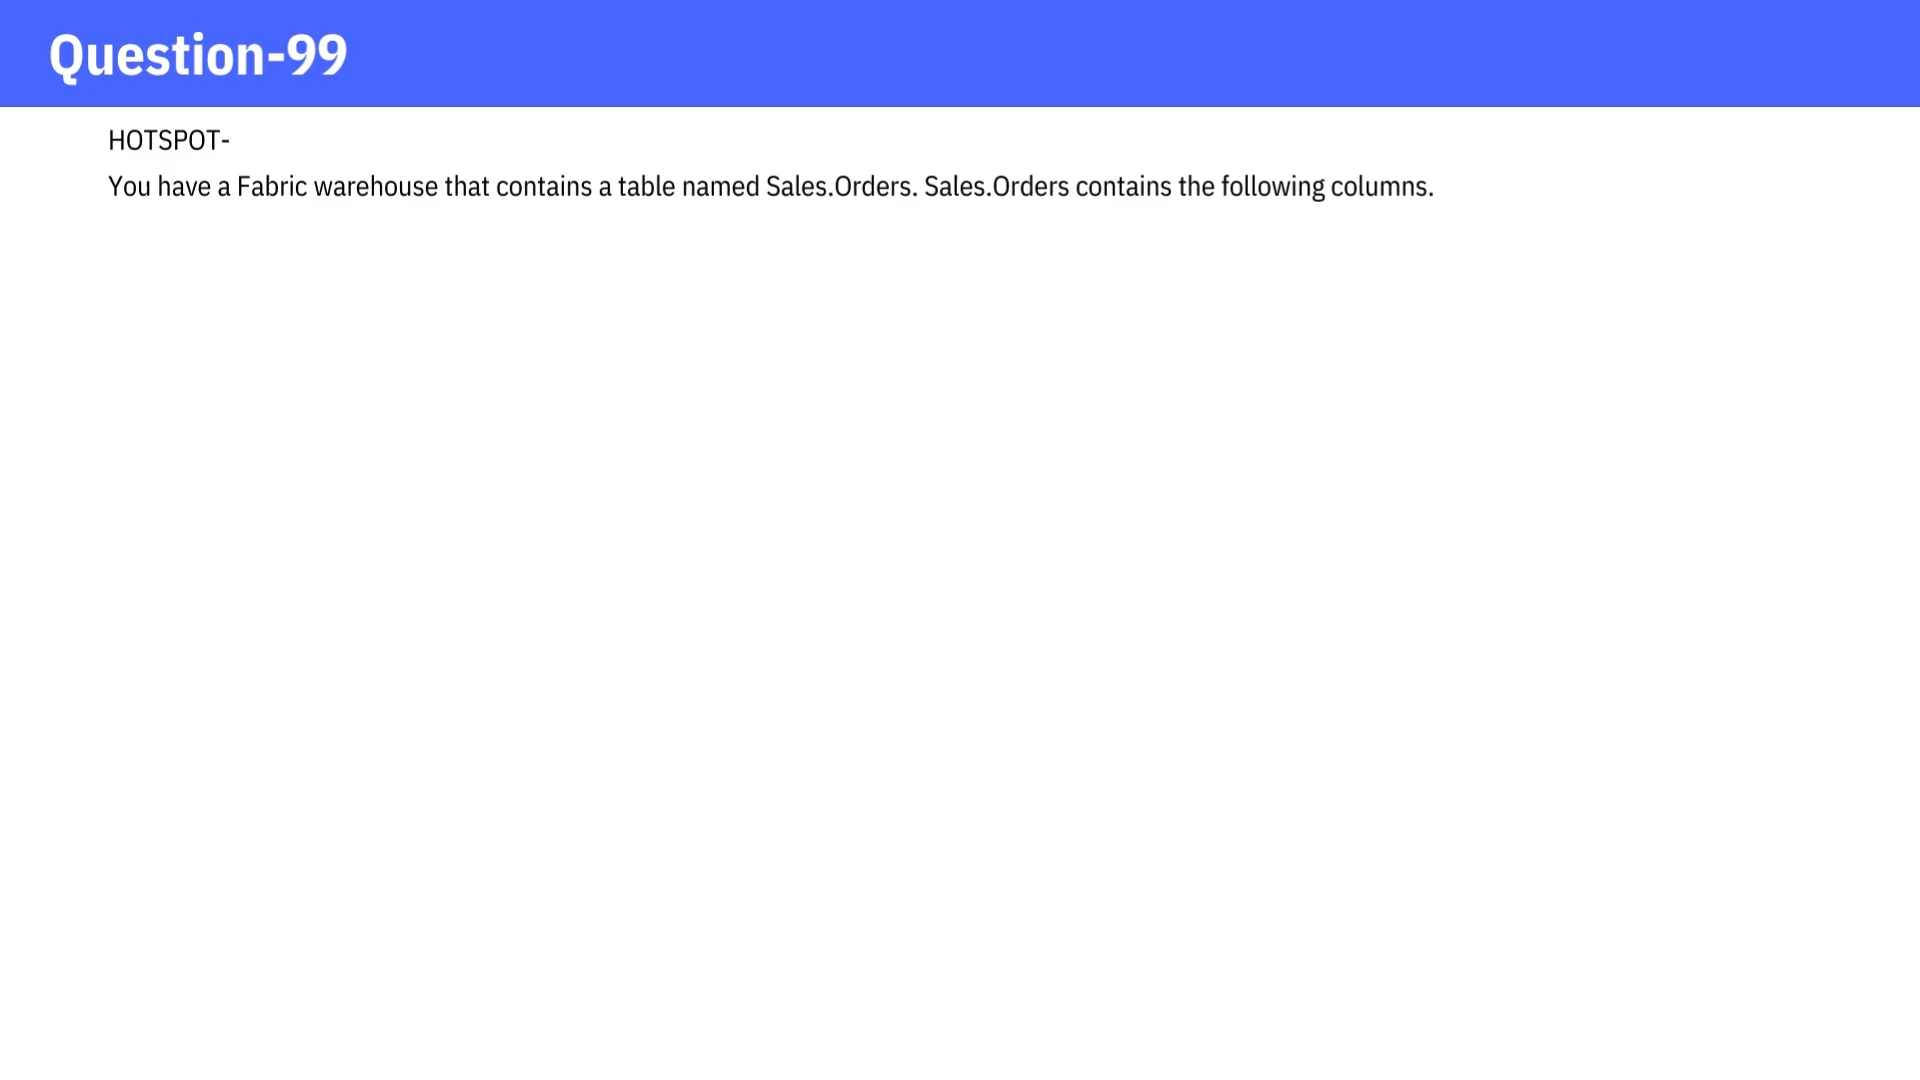 Question-99
HOTSPOT-
You have a Fabric warehouse that contains a table named Sales.Orders. Sales.Orders contains the following columns.